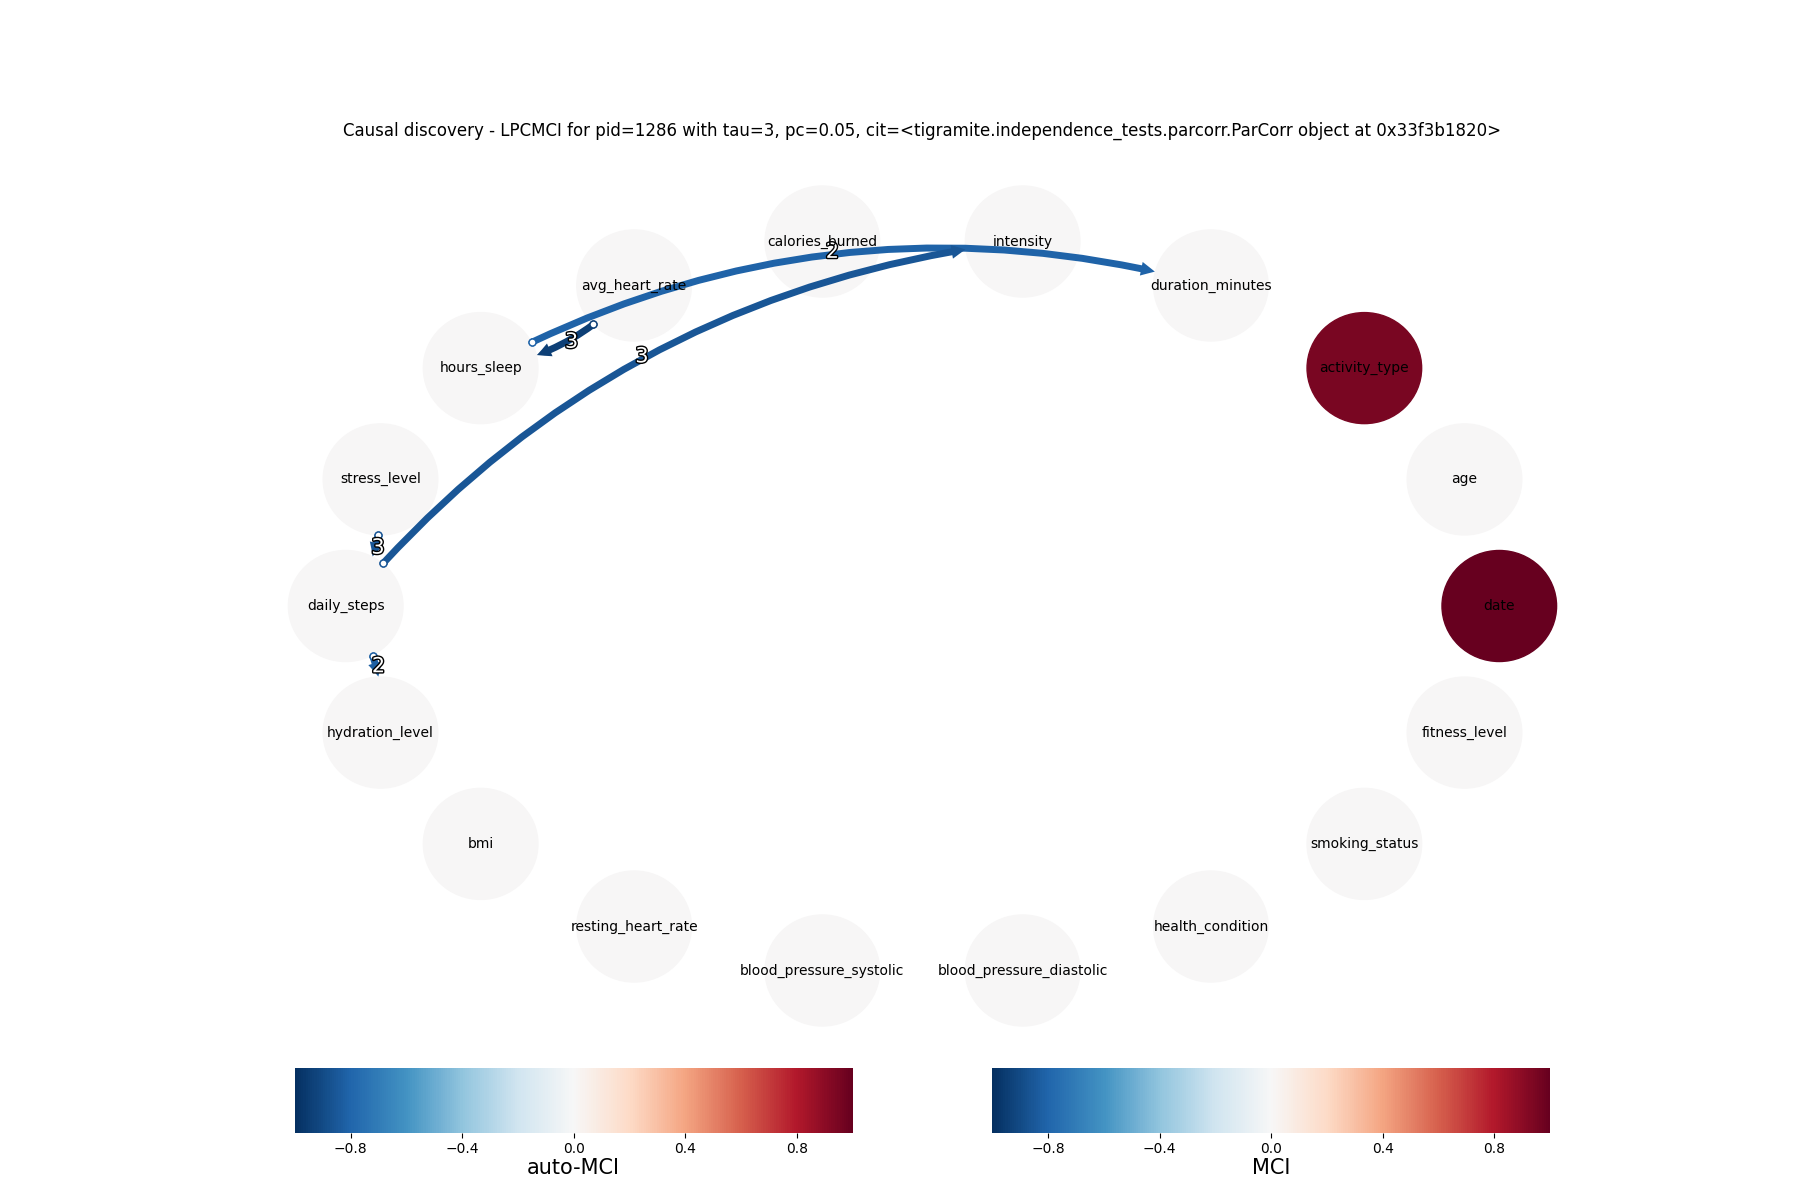 Causal discovery - LPCMCI for pid=1286 with tau=3, pc=0.05, cit=<tigramite.independence_tests.parcorr.ParCorr object at 0x33f3b1820>
calories_burned
intensity
2
avg_heart_rate
duration_minutes
3
3
hours_sleep
activity_type
stress_level
age
3
daily_steps
date
2
hydration_level
fitness_level
bmi
smoking_status
resting_heart_rate
health_condition
blood_pressure_systolic
blood_pressure_diastolic
−0.8 −0.4 0.0 0.4 0.8
auto-MCI
−0.8 −0.4 0.0 0.4 0.8
MCI